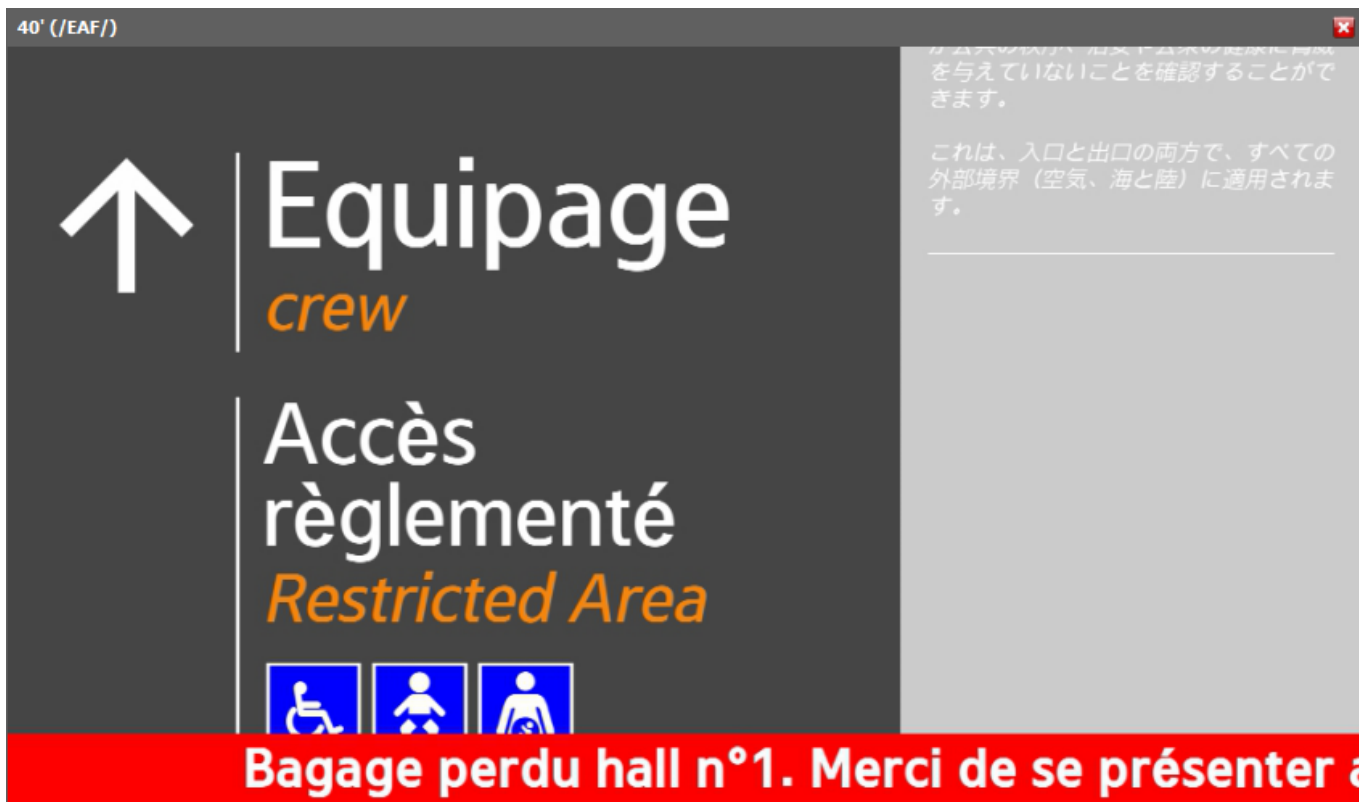 40' (/EAF/)
Equipage
crew
Accès
règlementé
Restricted Area
を与えていないことを確認することがで
きます。
これは、入口と出口の両方で、すべての
外部境界（空気、海と陸）に適用されま
す。
Bagage perdu hall n°1. Merci de se présenter